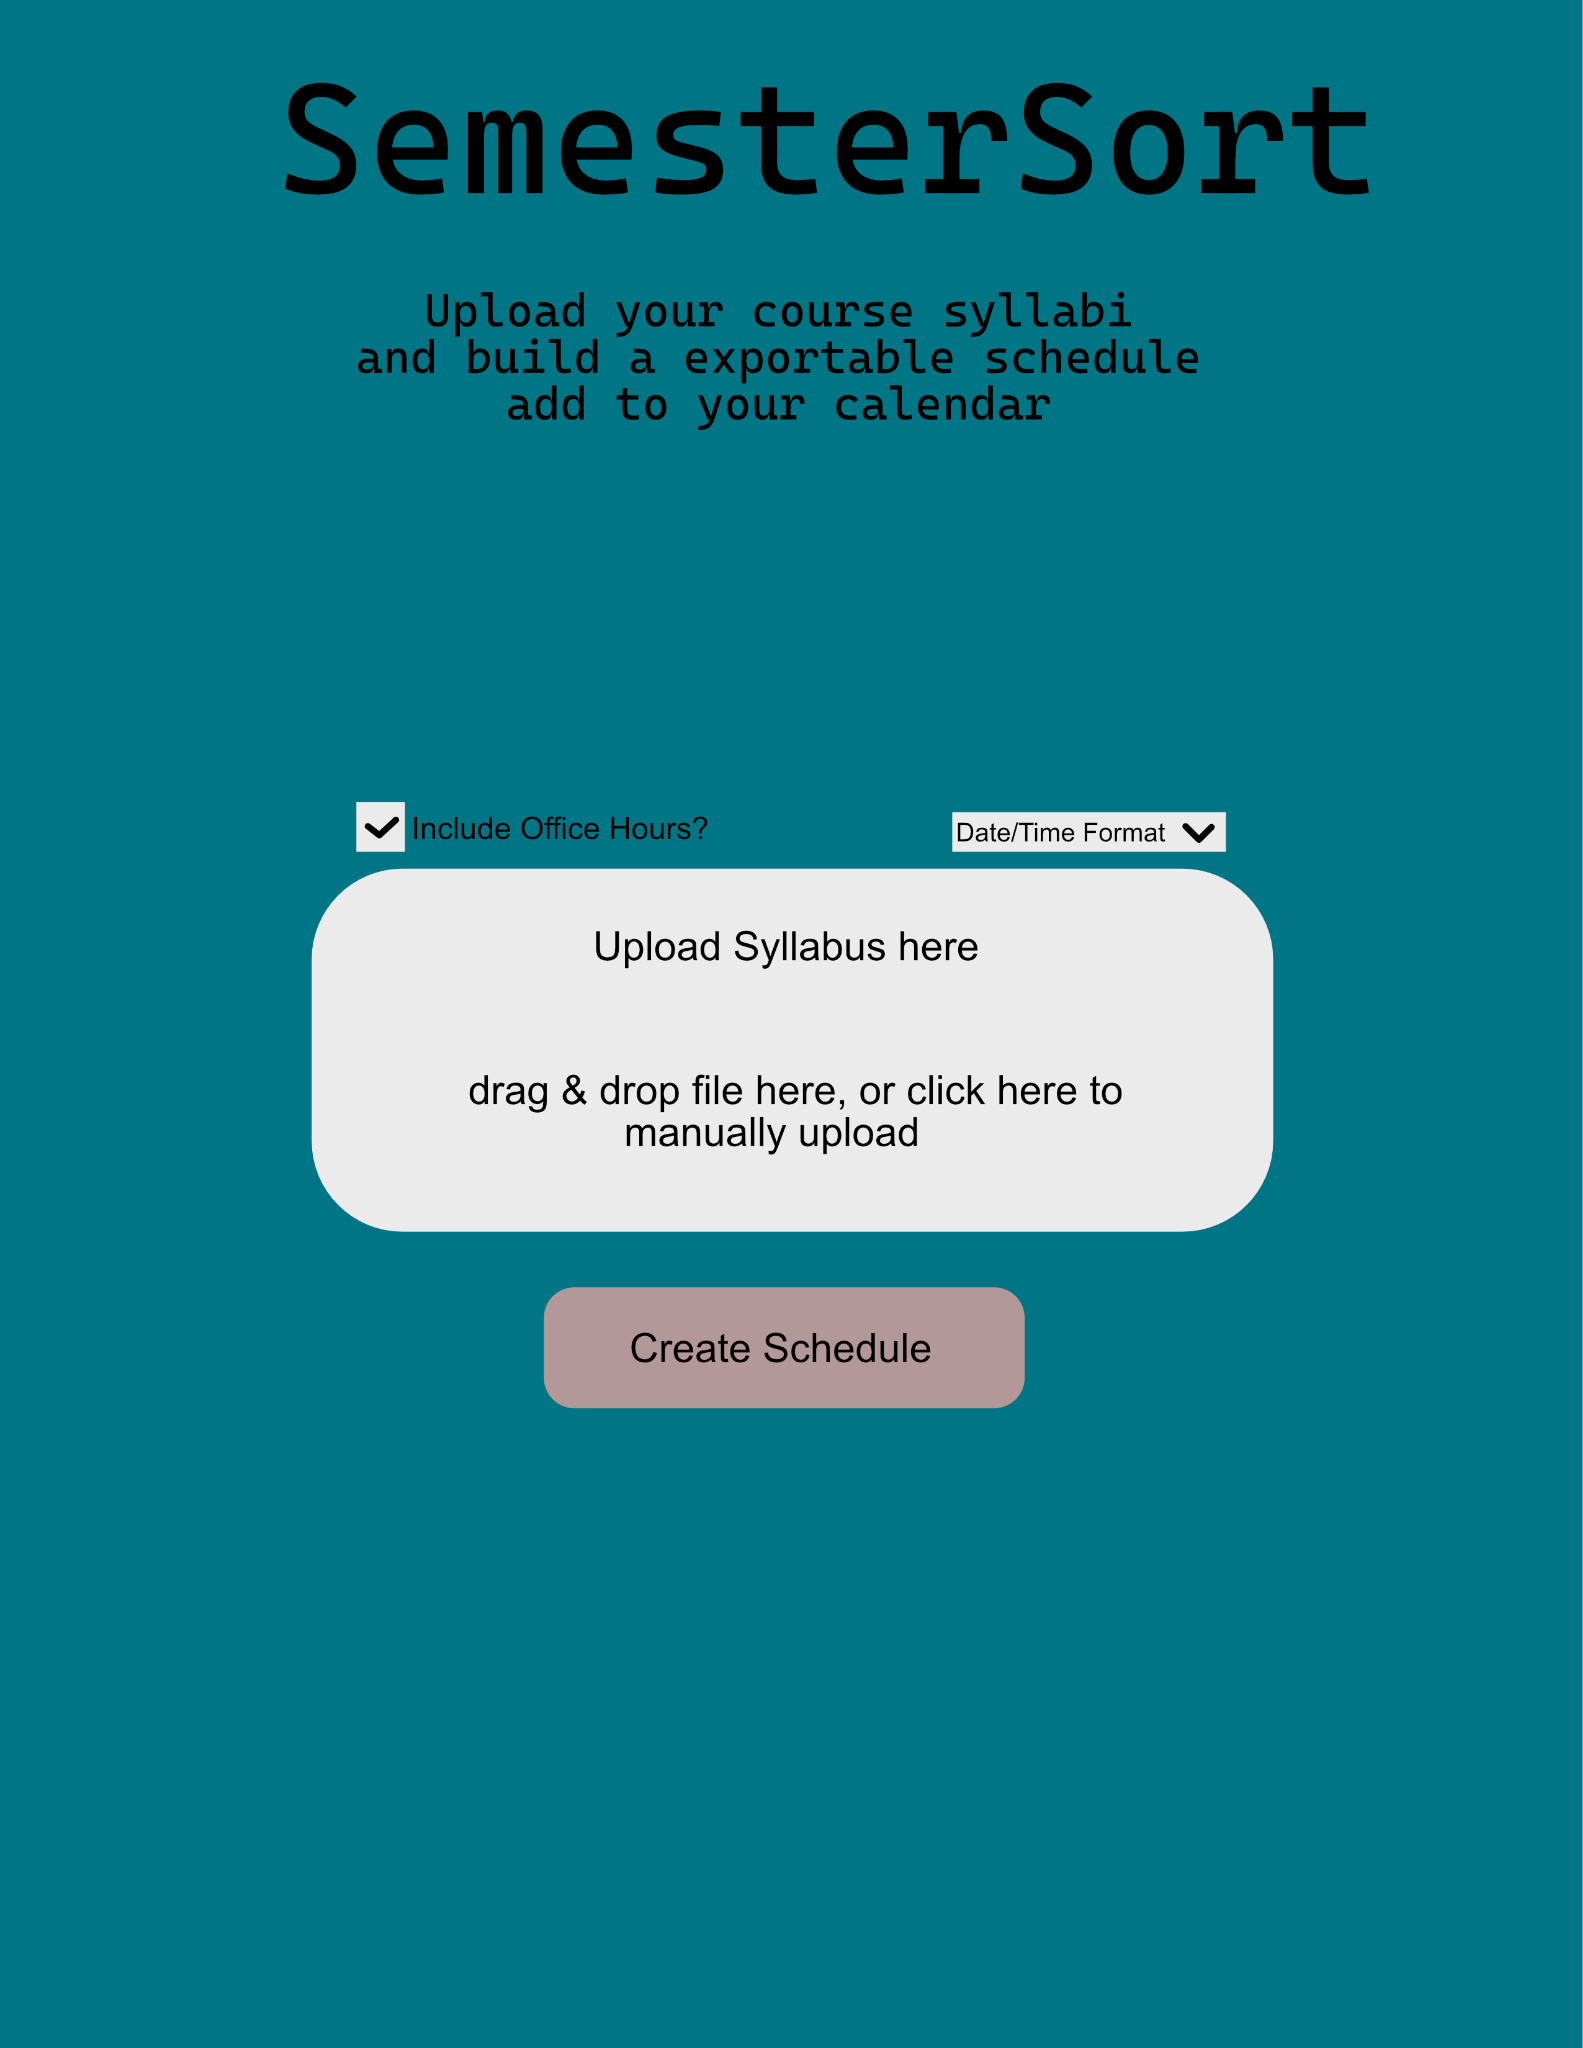 SemesterSort
Upload your course syllabi
and build a exportable schedule
add to your calendar
Include Office Hours?
Date/Time Format
Upload Syllabus here
drag & drop file here, or click here to
manually upload
Create Schedule